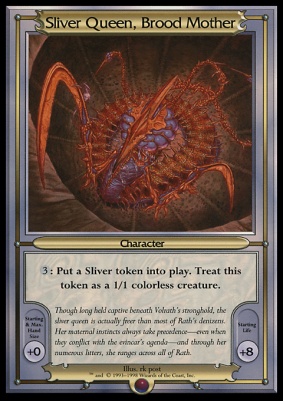 Sliver Queen, Brood Mother
Character
3 : Put a Sliver token into play. Treat this
token as a 1/1 colorless creature.
Though long held captive beneath Volrath's stronghold, the
sliver queen is actually freer than most of Rath's denizens.
Her maternal instincts always take precedence—even when
they conflict with the evincar's agenda—and through her
numerous litters, she ranges across all of Rath.
Starting
& Max.
Hand
Size
+0
Starting
Life
+8
Illus. rk post
™ and © 1993–1998 Wizards of the Coast, Inc.